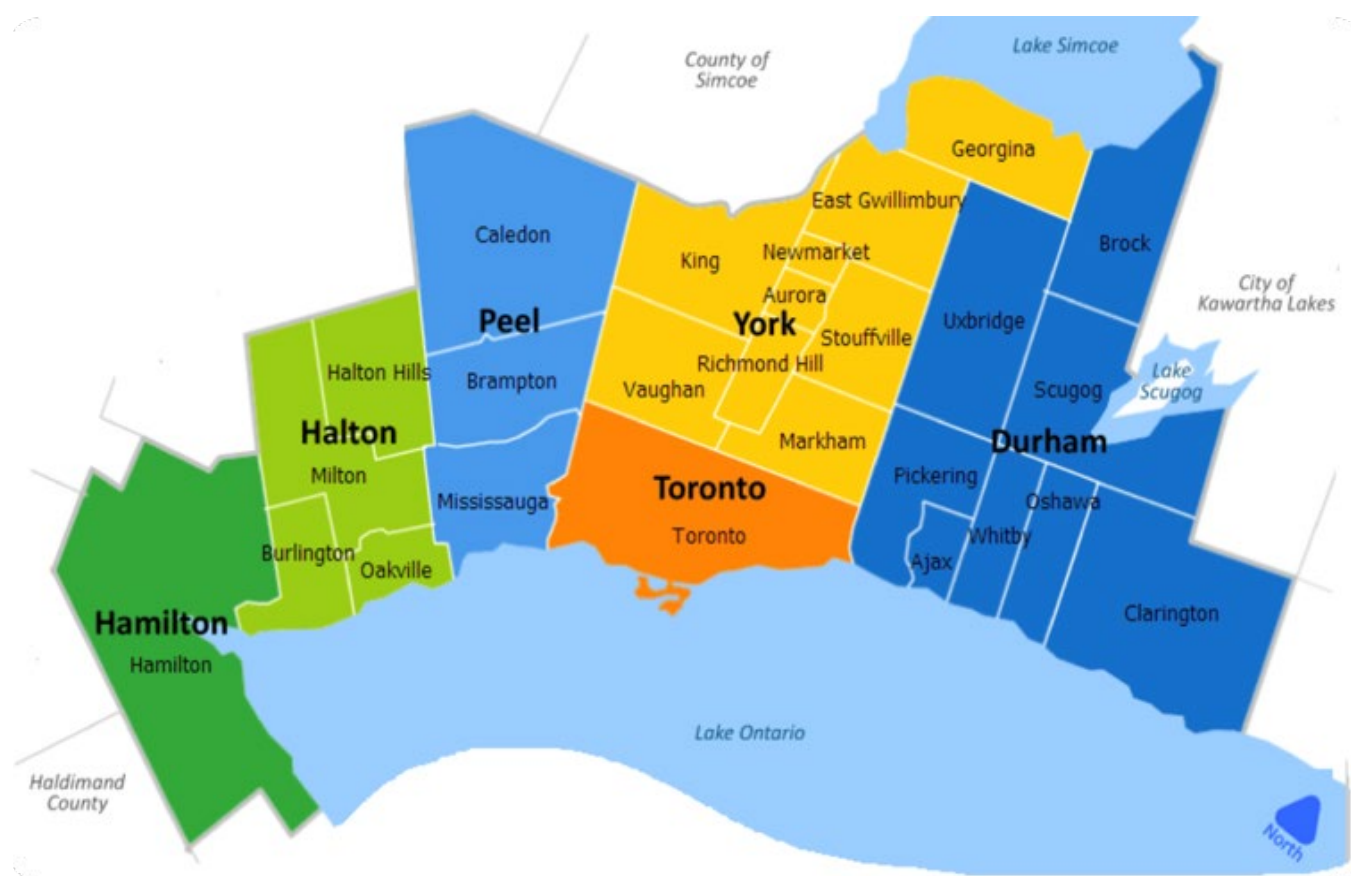 Lake Simcoe
County of
Simcoe
Georgina
East Gwillimbury
Caledon
King
Newmarket
Brock
Aurora
City of
Kawartha Lakes
Peel
York
Uxbridge
Stouffville
Richmond Hill
Halton Hills
Brampton
Vaughan
Scugog
Lake
Scugog
Halton
Markham
Durham
Milton
Pickering
Toronto
Mississauga
Oshawa
Toronto
Whitby
Burlington
Oakville
Ajax
Hamilton
Clarington
Hamilton
Lake Ontario
Haldimand
County
North